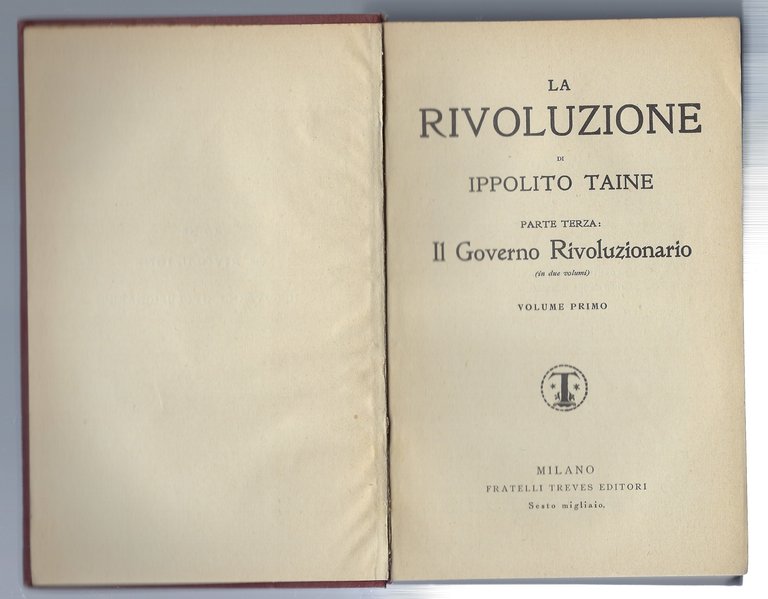 LA
RIVOLUZIONE
DI
IPPOLITO TAINE
PARTE TERZA:
Il Governo Rivoluzionario
(in due volumi)
VOLUME PRIMO
T
MILANO
FRATELLI TREVES EDITORI
Sesto migliaio.